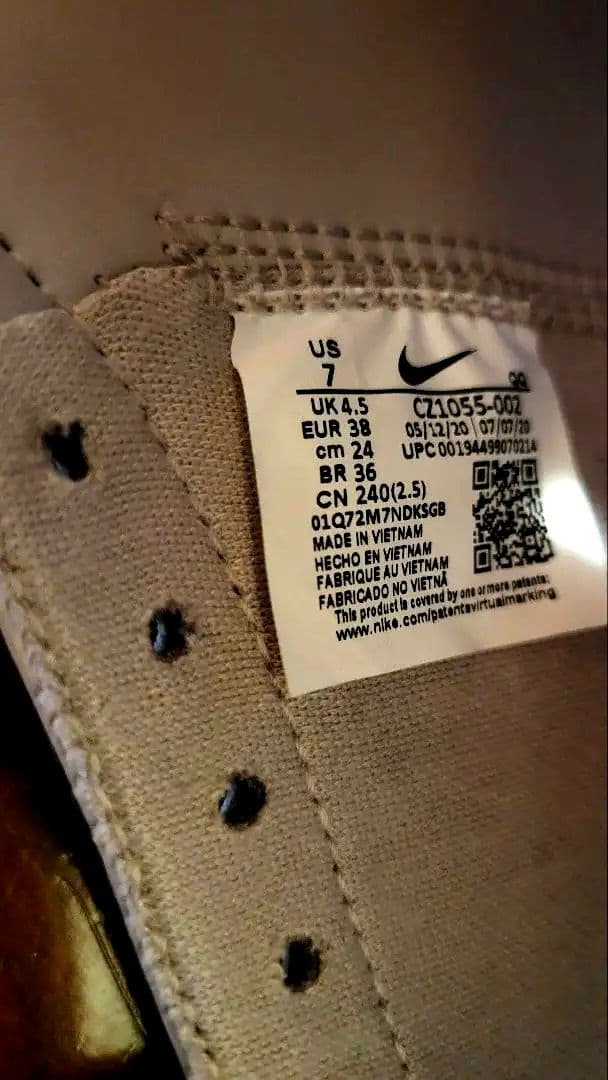 US
7
QG
UK 4.5
CZ1055-002
EUR 38
05/12/20 \ 07/07/20
cm 24
UPC 00194499070214
BR 36
CN 240(2.5)
01Q72M7NDKSGB
MADE IN VIETNAM
HECHO EN VIETNAM
FABRIQUE AU VIETNAM
FABRICADO NO VIETNÃ
This product is covered by one or more patents:
www.nike.com/patentsvirtualmarking